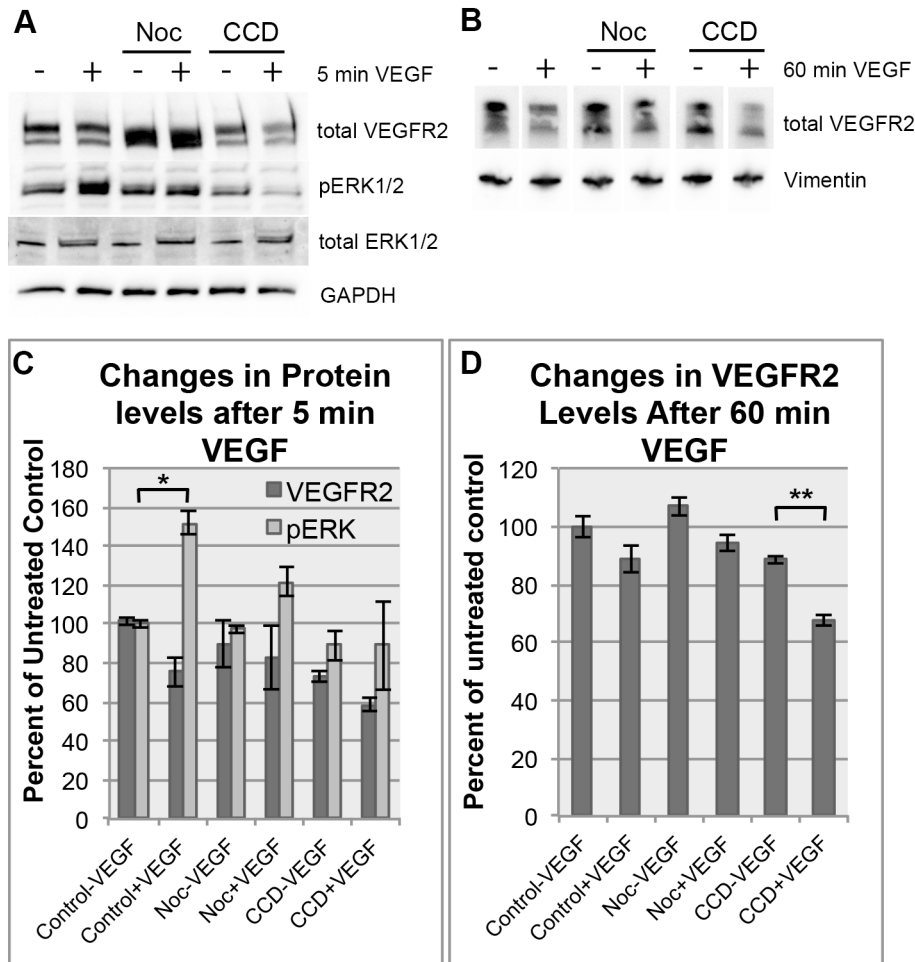 A
Noc CCD
- + - + - + 5 min VEGF
total VEGFR2
pERK1/2
total ERK1/2
GAPDH
B
Noc CCD
- + - + - + 60 min VEGF
total VEGFR2
Vimentin
C
Changes in Protein
levels after 5 min
VEGF
Percent of Untreated Control
180
160
140
120
100
80
60
40
20
0
*
VEGFR2
pERK
Control-VEGF
Control+VEGF
Noc-VEGF
Noc+VEGF
CCD-VEGF
CCD+VEGF
D
Changes in VEGFR2
Levels After 60 min
VEGF
Percent of untreated control
120
100
80
60
40
20
0
**
Control-VEGF
Control+VEGF
Noc-VEGF
Noc+VEGF
CCD-VEGF
CCD+VEGF